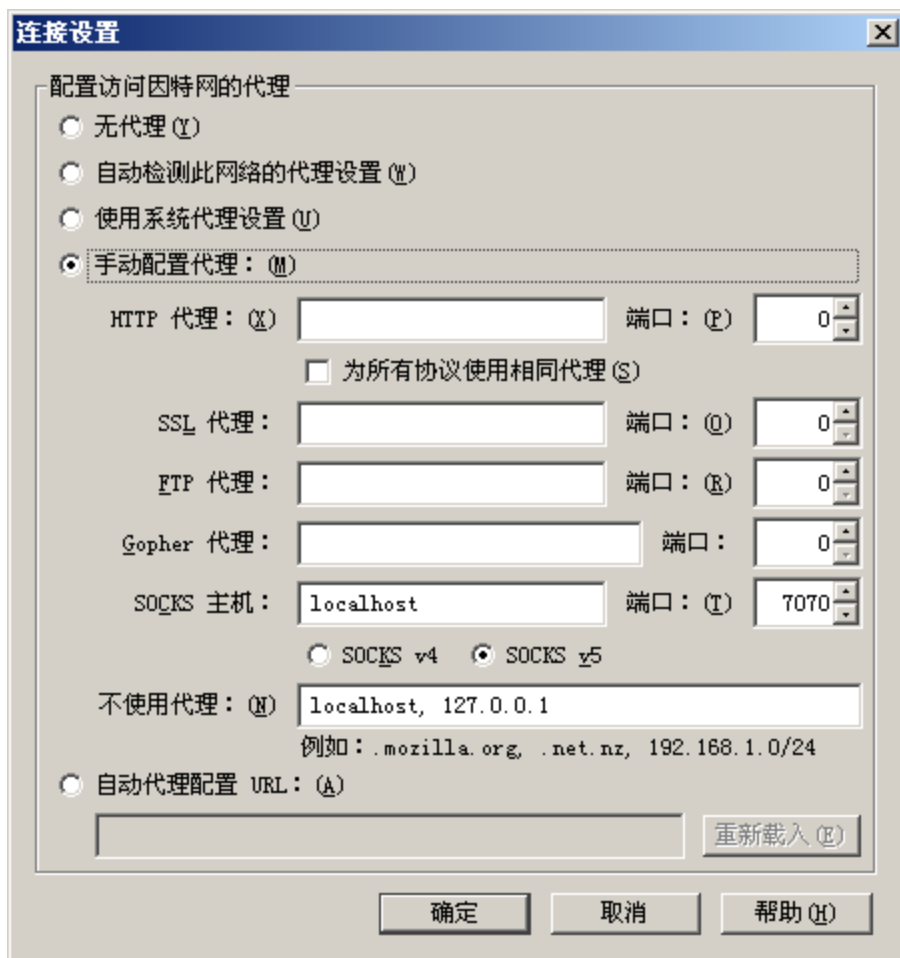 连接设置
配置访问因特网的代理
无代理(Y)
自动检测此网络的代理设置(W)
使用系统代理设置(U)
手动配置代理：(M)
HTTP 代理：(X) 端口：(P) 0
为所有协议使用相同代理(S)
SSL 代理： 端口：(O) 0
FTP 代理： 端口：(R) 0
Gopher 代理： 端口： 0
SOCKS 主机： localhost 端口：(T) 7070
SOCKS v4 SOCKS v5
不使用代理：(N) localhost, 127.0.0.1
例如：.mozilla.org, .net.nz, 192.168.1.0/24
自动代理配置 URL：(A)
重新载入(E)
确定 取消 帮助(H)